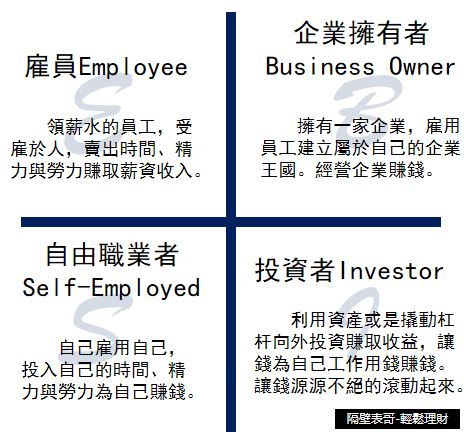 雇員Employee
E
領薪水的員工，受
雇於人，賣出時間、精
力與勞力賺取薪資收入。
企業擁有者
Business Owner
B
擁有一家企業，雇用
員工建立屬於自己的企業
王國。經營企業賺錢。
自由職業者
Self-Employed
S
自己雇用自己，
投入自己的時間、精
力與勞力為自己賺錢。
投資者Investor
I
利用資產或是撬動杠
杆向外投資賺取收益，讓
錢為自己工作用錢賺錢。
讓錢源源不絕的滾動起來。
隔壁表哥-輕鬆理財